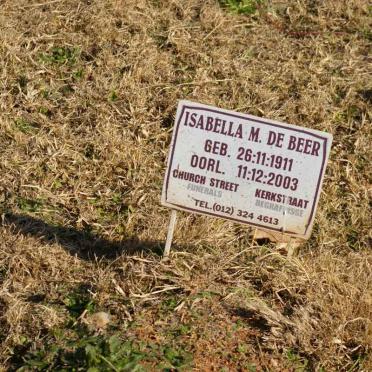 ISABELLA M. DE BEER
GEB. 26:11:1911
OORL. 11:12:2003
CHURCH STREET KERKSTRAAT
FUNERALS BEGRAFNISSE
TEL.(012) 324 4613